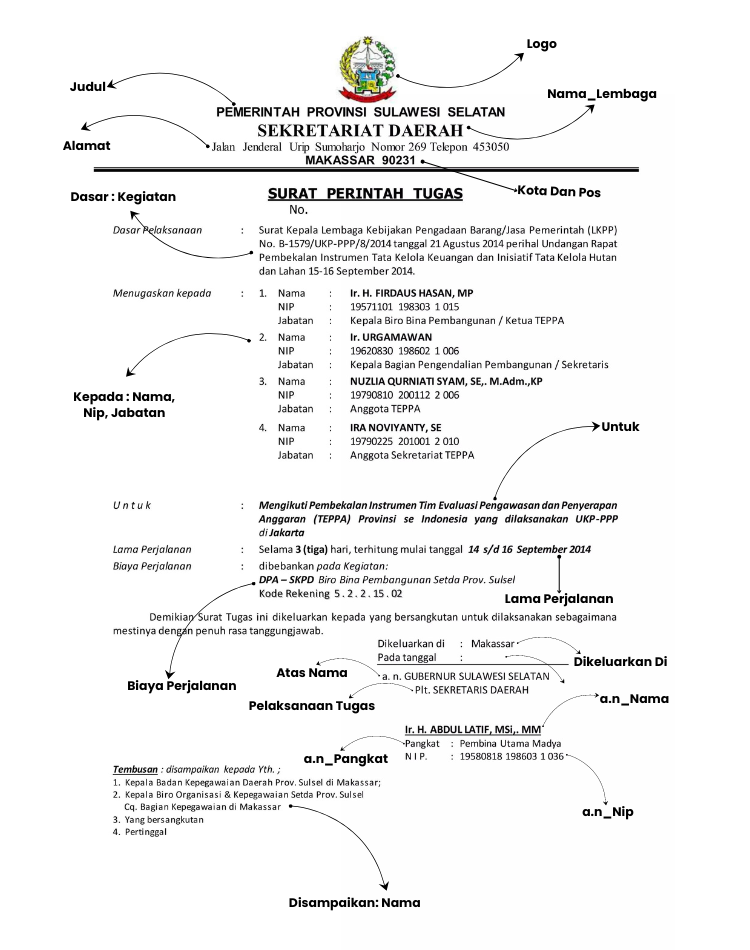 Logo
Judul
Nama_Lembaga
PEMERINTAH PROVINSI SULAWESI SELATAN
SEKRETARIAT DAERAH
Alamat
Jalan Jenderal Urip Sumoharjo Nomor 269 Telepon 453050
MAKASSAR 90231
Kota Dan Pos
Dasar : Kegiatan
SURAT PERINTAH TUGAS
No.
Dasar Pelaksanaan : Surat Kepala Lembaga Kebijakan Pengadaan Barang/Jasa Pemerintah (LKPP)
No. B-1579/UKP-PPP/8/2014 tanggal 21 Agustus 2014 perihal Undangan Rapat
Pembekalan Instrumen Tata Kelola Keuangan dan Inisiatif Tata Kelola Hutan
dan Lahan 15-16 September 2014.
Menugaskan kepada : 1. Nama : Ir. H. FIRDAUS HASAN, MP
NIP : 19571101 198303 1 015
Jabatan : Kepala Biro Bina Pembangunan / Ketua TEPPA
2. Nama : Ir. URGAMAWAN
NIP : 19620830 198602 1 006
Jabatan : Kepala Bagian Pengendalian Pembangunan / Sekretaris
3. Nama : NUZLIA QURNIATI SYAM, SE,. M.Adm.,KP
NIP : 19790810 200112 2 006
Jabatan : Anggota TEPPA
Kepada : Nama,
Nip, Jabatan
4. Nama : IRA NOVIYANTY, SE
NIP : 19790225 201001 2 010
Jabatan : Anggota Sekretariat TEPPA
Untuk
U n t u k : Mengikuti Pembekalan Instrumen Tim Evaluasi Pengawasan dan Penyerapan
Anggaran (TEPPA) Provinsi se Indonesia yang dilaksanakan UKP-PPP
di Jakarta
Lama Perjalanan : Selama 3 (tiga) hari, terhitung mulai tanggal 14 s/d 16 September 2014
Biaya Perjalanan : dibebankan pada Kegiatan:
DPA – SKPD Biro Bina Pembangunan Setda Prov. Sulsel
Kode Rekening 5 . 2 . 2 . 15 . 02
Lama Perjalanan
Demikian Surat Tugas ini dikeluarkan kepada yang bersangkutan untuk dilaksanakan sebagaimana
mestinya dengan penuh rasa tanggungjawab.
Dikeluarkan di : Makassar
Pada tanggal :
Dikeluarkan Di
Atas Nama
a. n. GUBERNUR SULAWESI SELATAN
Biaya Perjalanan
Plt. SEKRETARIS DAERAH
a.n_Nama
Pelaksanaan Tugas
Ir. H. ABDUL LATIF, MSi,. MM
Pangkat : Pembina Utama Madya
N I P. : 19580818 198603 1 036
a.n_Pangkat
Tembusan : disampaikan kepada Yth. ;
1. Kepala Badan Kepegawaian Daerah Prov. Sulsel di Makassar;
2. Kepala Biro Organisasi & Kepegawaian Setda Prov. Sulsel
Cq. Bagian Kepegawaian di Makassar
a.n_Nip
3. Yang bersangkutan
4. Pertinggal
Disampaikan: Nama